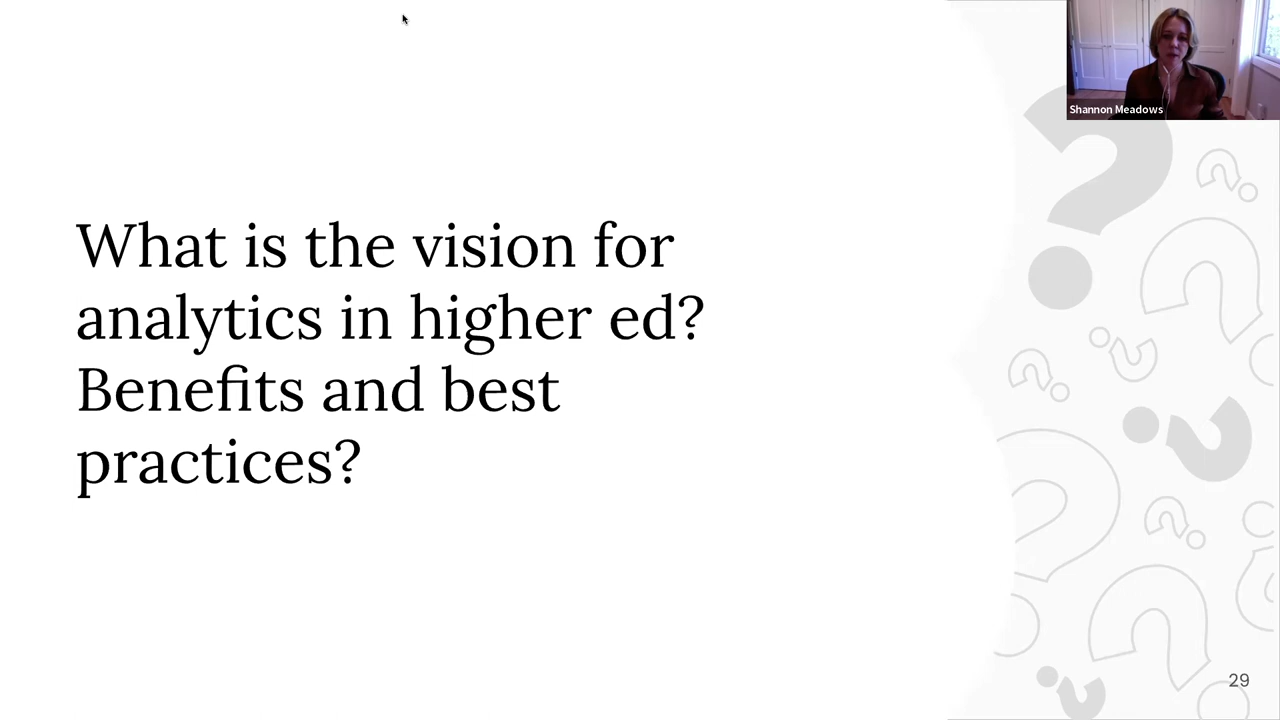 Shannon Meadows
What is the vision for
analytics in higher ed?
Benefits and best
practices?
29